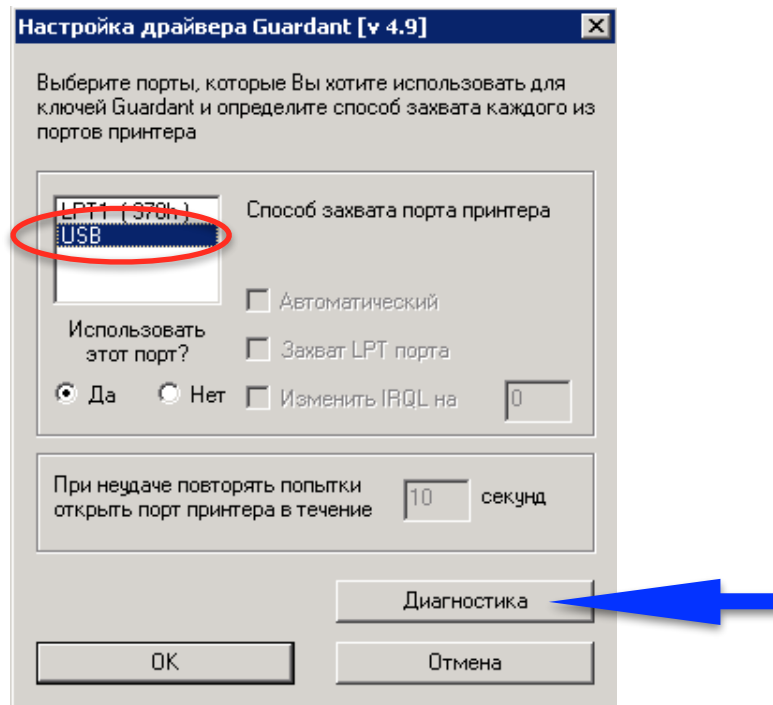 Настройка драйвера Guardant [v 4.9]
Выберите порты, которые Вы хотите использовать для
ключей Guardant и определите способ захвата каждого из
портов принтера
LPT1 ( 378h )
Способ захвата порта принтера
USB
Автоматический
Использовать
этот порт?
Захват LPT порта
Да
Нет
Изменить IRQL на
0
При неудаче повторять попытки
открыть порт принтера в течение
10
секунд
Диагностика
OK
Отмена